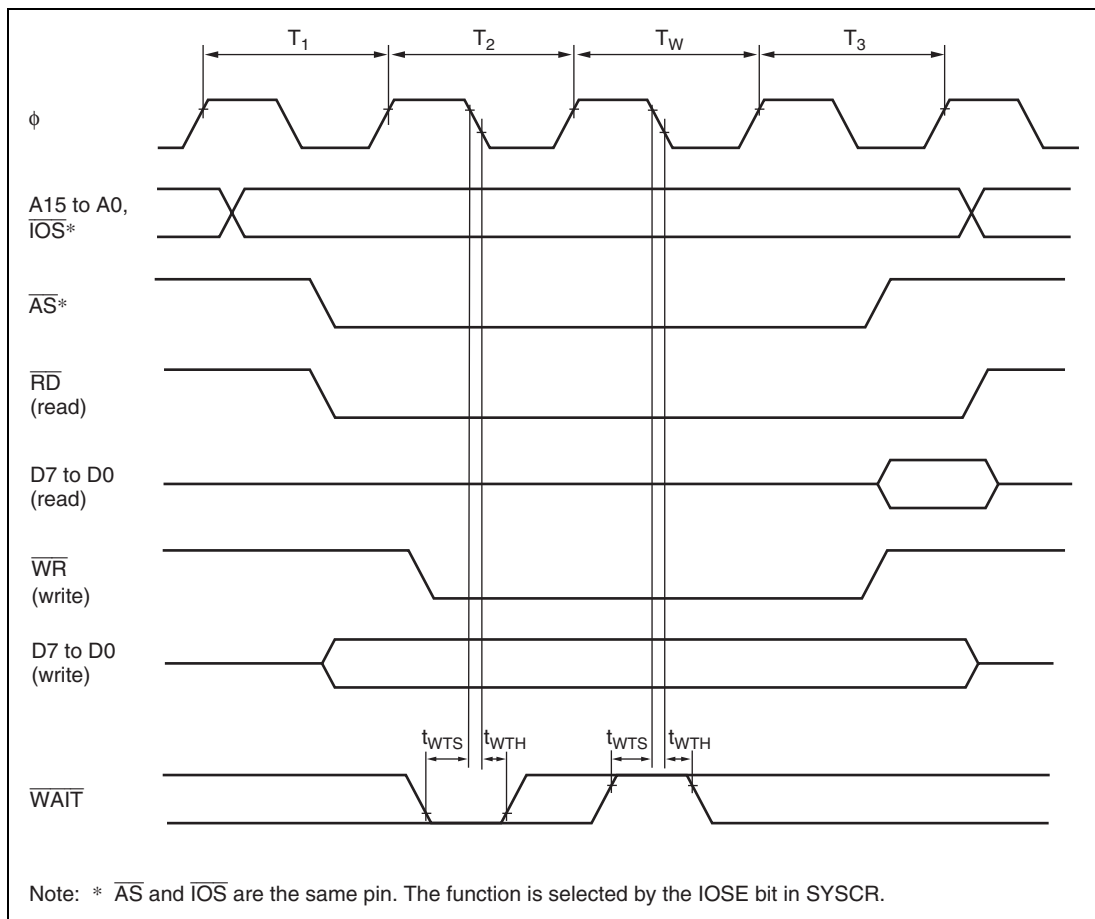 T1 T2 TW T3
ϕ
A15 to A0,
IOS*
AS*
RD
(read)
D7 to D0
(read)
WR
(write)
D7 to D0
(write)
tWTS tWTH tWTS tWTH
WAIT
Note: * AS and IOS are the same pin. The function is selected by the IOSE bit in SYSCR.